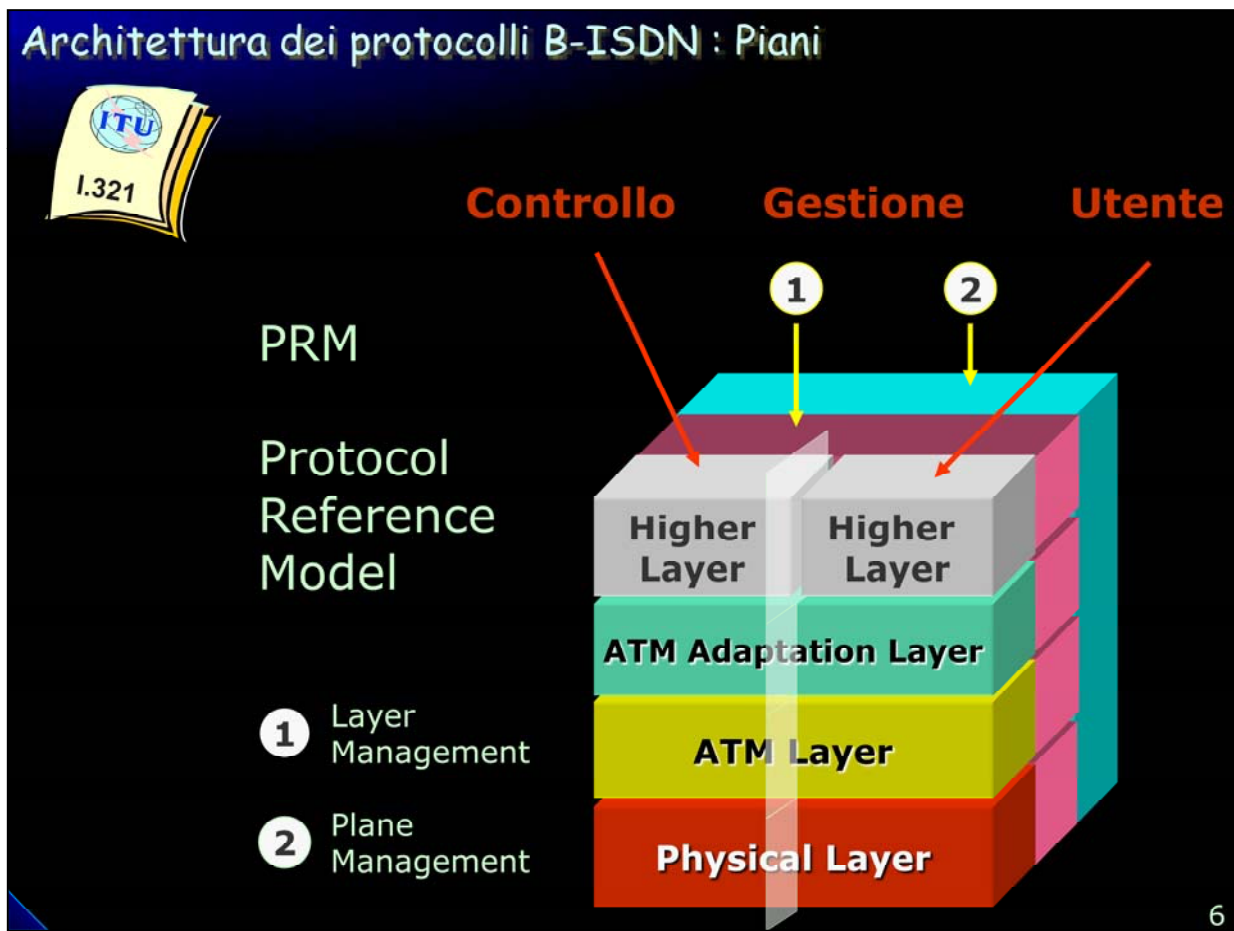 Architettura dei protocolli B-ISDN : Piani
ITU
I.321
Controllo Gestione Utente
1 2
PRM
Protocol
Reference
Model
Higher
Layer
Higher
Layer
ATM Adaptation Layer
ATM Layer
Physical Layer
1 Layer
Management
2 Plane
Management
6